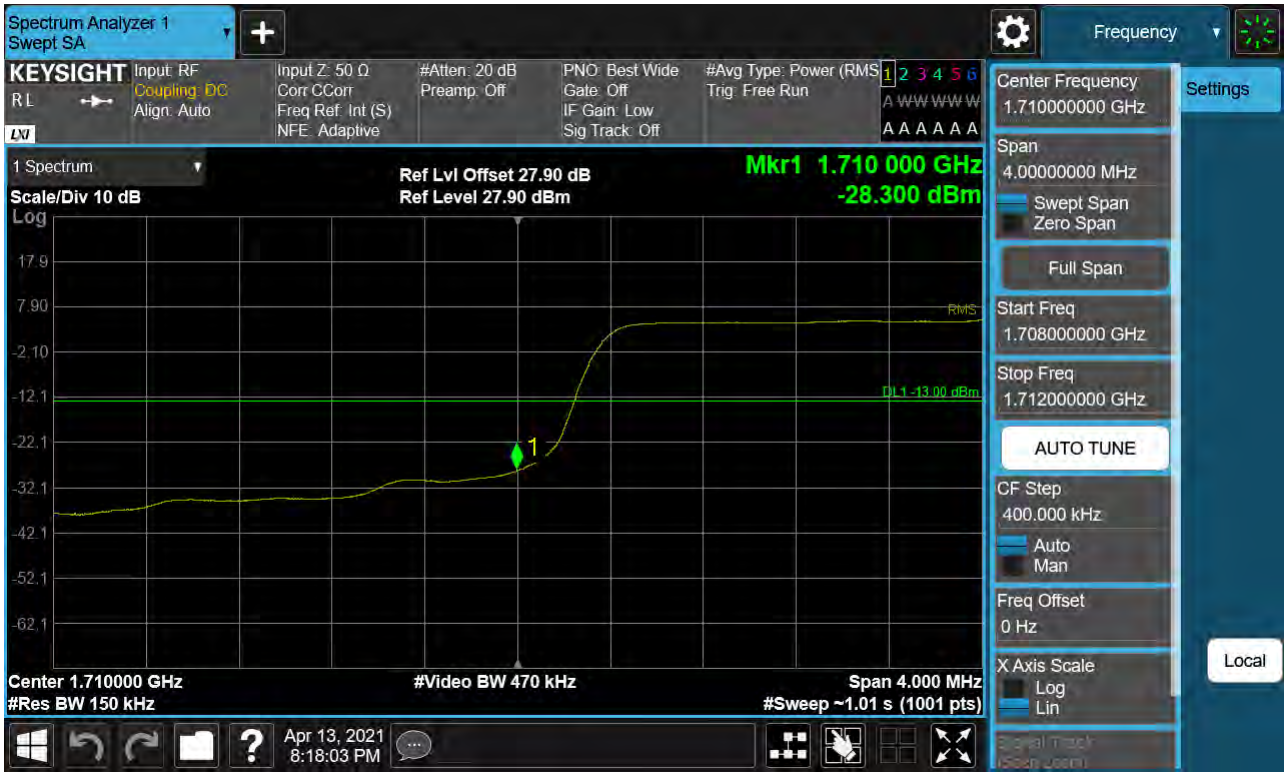 Spectrum Analyzer 1
Swept SA
Frequency
KEYSIGHT
RL
LXI
Input: RF
Coupling: DC
Align: Auto
Input Z: 50 Ω
Corr CCorr
Freq Ref: Int (S)
NFE: Adaptive
#Atten: 20 dB
Preamp: Off
PNO: Best Wide
Gate: Off
IF Gain: Low
Sig Track: Off
#Avg Type: Power (RMS
Trig: Free Run
1 2 3 4 5 6
A W W W W W
A A A A A A
1 Spectrum
Scale/Div 10 dB
Log
Ref Lvl Offset 27.90 dB
Ref Level 27.90 dBm
Mkr1 1.710 000 GHz
-28.300 dBm
17.9
7.90
-2.10
-12.1
-22.1
-32.1
-42.1
-52.1
-62.1
RMS
DL1 -13.00 dBm
1
Center 1.710000 GHz
#Res BW 150 kHz
#Video BW 470 kHz
Span 4.000 MHz
#Sweep ~1.01 s (1001 pts)
Center Frequency
1.710000000 GHz
Span
4.00000000 MHz
Swept Span
Zero Span
Full Span
Start Freq
1.708000000 GHz
Stop Freq
1.712000000 GHz
AUTO TUNE
CF Step
400.000 kHz
Auto
Man
Freq Offset
0 Hz
X Axis Scale
Log
Lin
Signal Track
(Span Zoom)
Settings
Local
?
Apr 13, 2021
8:18:03 PM